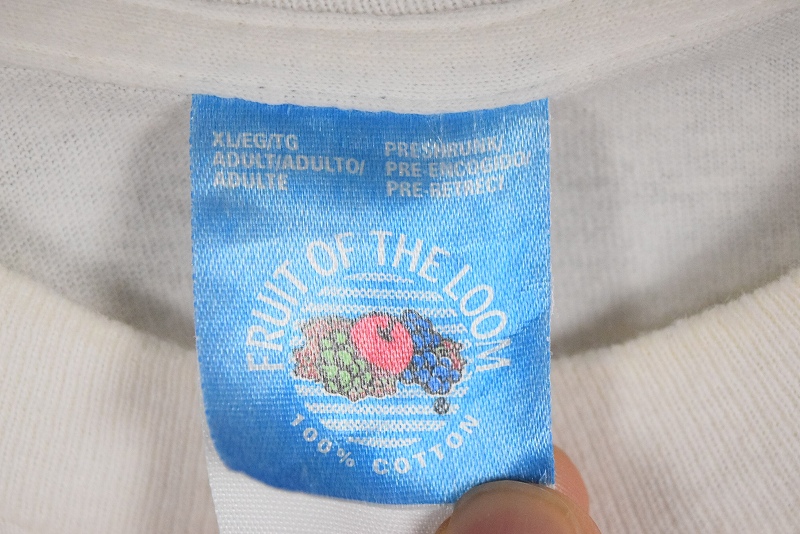 XL/EG/TG
ADULT/ADULTO/
ADULTE
PRESHRUNK/
PRE-ENCOGIDO/
PRE-RETRECI
FRUIT OF THE LOOM
100% COTTON